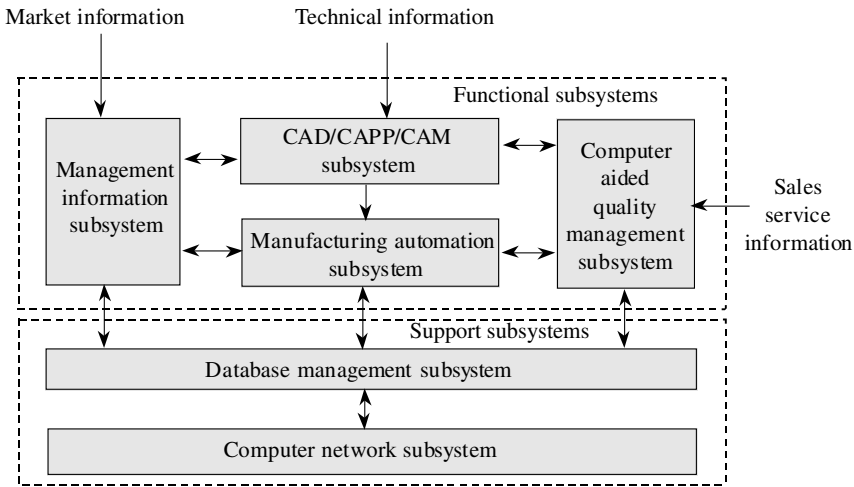 Market information
Technical information
Functional subsystems
Management
information
subsystem
CAD/CAPP/CAM
subsystem
Manufacturing automation
subsystem
Computer
aided
quality
management
subsystem
Sales
service
information
Support subsystems
Database management subsystem
Computer network subsystem